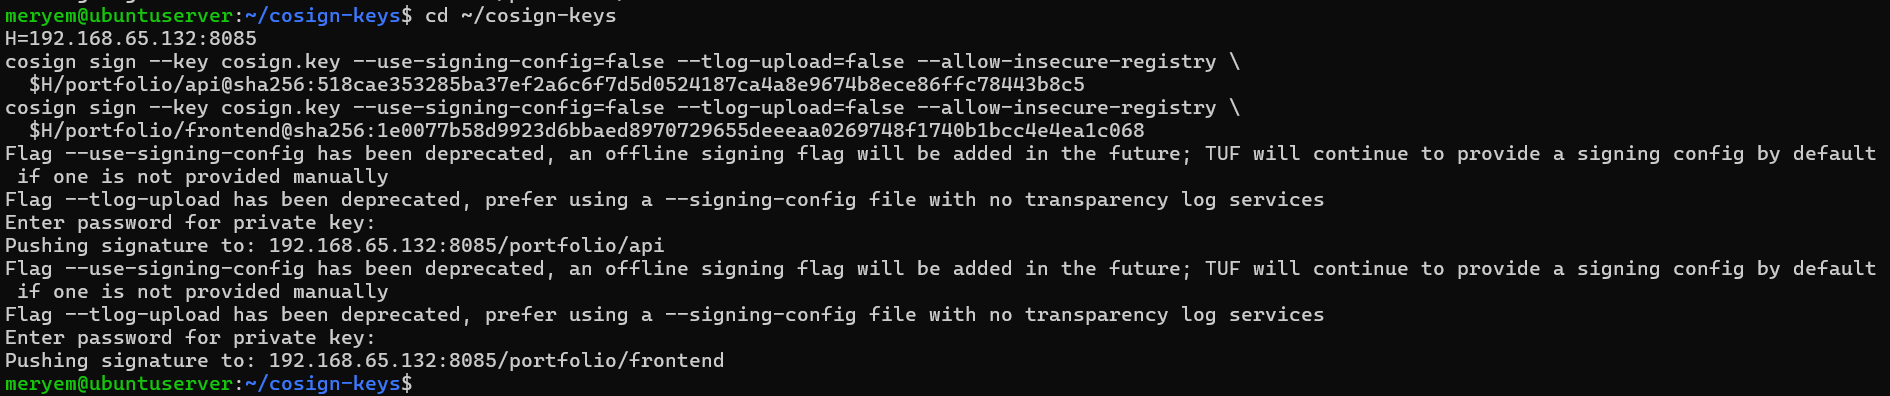 meryem@ubuntuserver:~/cosign-keys$ cd ~/cosign-keys
H=192.168.65.132:8085
cosign sign --key cosign.key --use-signing-config=false --tlog-upload=false --allow-insecure-registry \
  $H/portfolio/api@sha256:518cae353285ba37ef2a6c6f7d5d0524187ca4a8e9674b8ece86ffc78443b8c5
cosign sign --key cosign.key --use-signing-config=false --tlog-upload=false --allow-insecure-registry \
  $H/portfolio/frontend@sha256:1e0077b58d9923d6bbaed8970729655deeeaa0269748f1740b1bcc4e4ea1c068
Flag --use-signing-config has been deprecated, an offline signing flag will be added in the future; TUF will continue to provide a signing config by default
 if one is not provided manually
Flag --tlog-upload has been deprecated, prefer using a --signing-config file with no transparency log services
Enter password for private key:
Pushing signature to: 192.168.65.132:8085/portfolio/api
Flag --use-signing-config has been deprecated, an offline signing flag will be added in the future; TUF will continue to provide a signing config by default
 if one is not provided manually
Flag --tlog-upload has been deprecated, prefer using a --signing-config file with no transparency log services
Enter password for private key:
Pushing signature to: 192.168.65.132:8085/portfolio/frontend
meryem@ubuntuserver:~/cosign-keys$